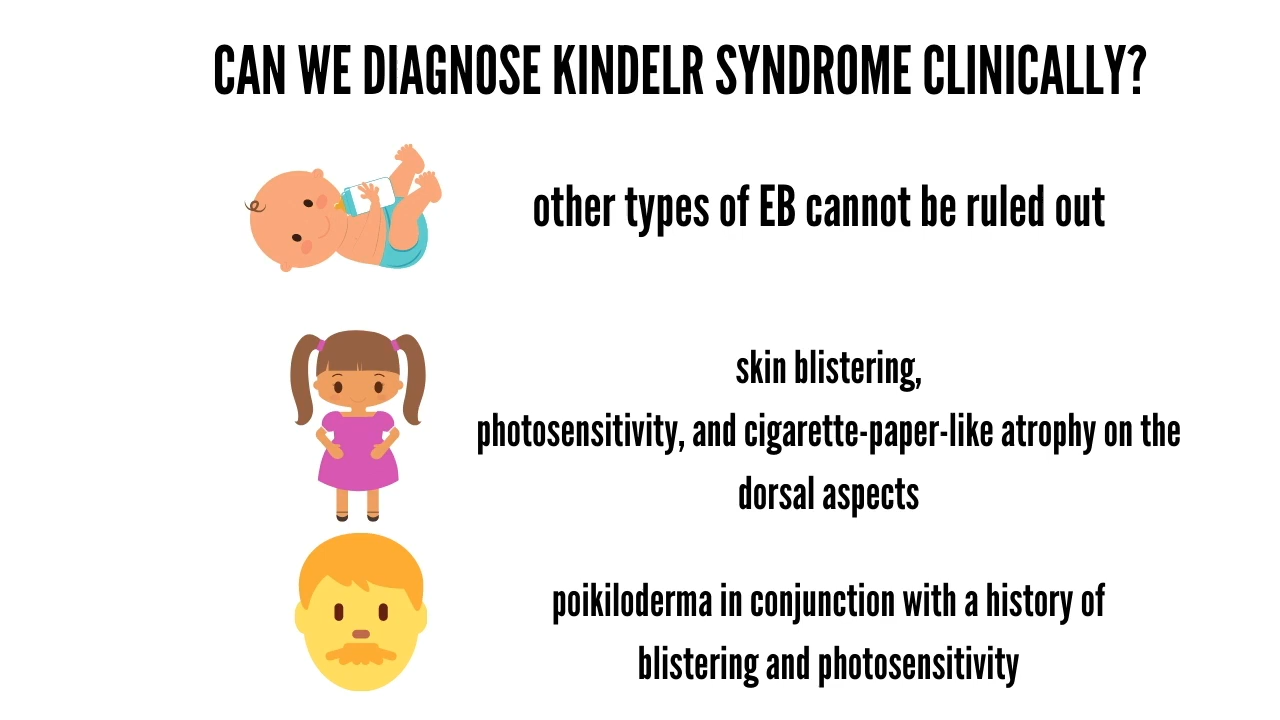 CAN WE DIAGNOSE KINDELR SYNDROME CLINICALLY?
other types of EB cannot be ruled out
skin blistering,
photosensitivity, and cigarette-paper-like atrophy on the
dorsal aspects
poikiloderma in conjunction with a history of
blistering and photosensitivity